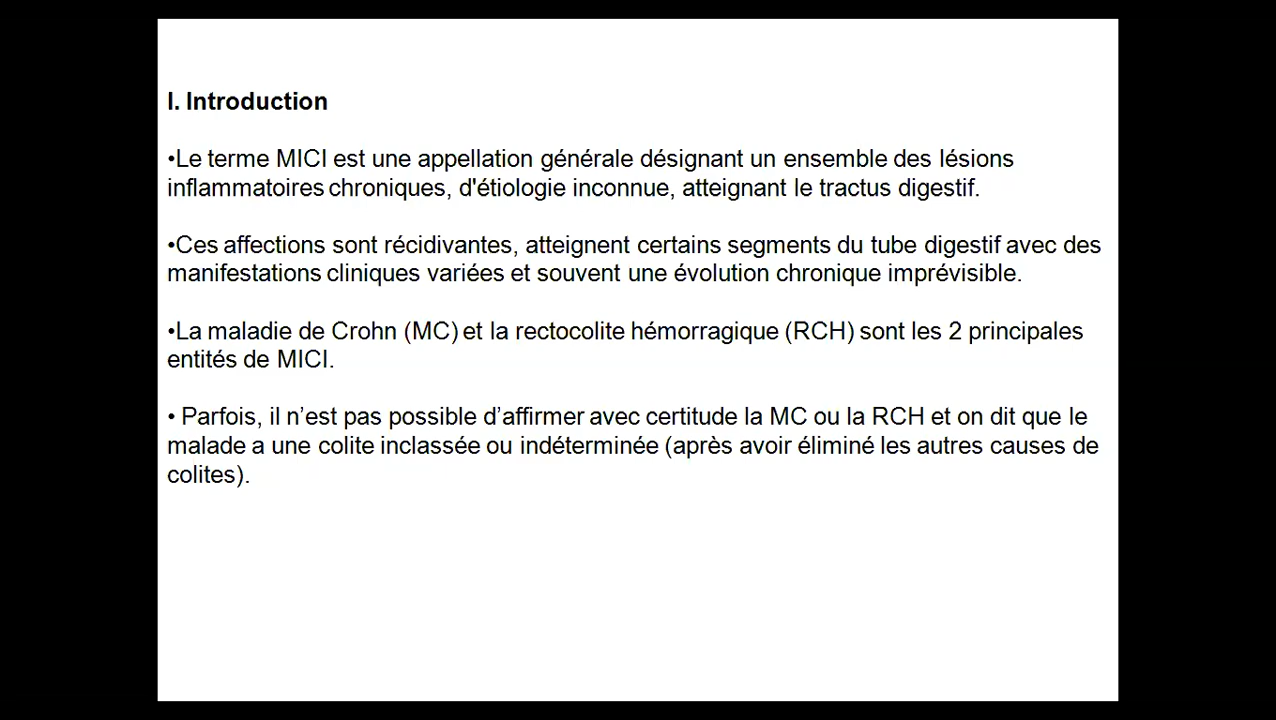 I. Introduction
•Le terme MICI est une appellation générale désignant un ensemble des lésions
inflammatoires chroniques, d'étiologie inconnue, atteignant le tractus digestif.
•Ces affections sont récidivantes, atteignent certains segments du tube digestif avec des
manifestations cliniques variées et souvent une évolution chronique imprévisible.
•La maladie de Crohn (MC) et la rectocolite hémorragique (RCH) sont les 2 principales
entités de MICI.
• Parfois, il n’est pas possible d’affirmer avec certitude la MC ou la RCH et on dit que le
malade a une colite inclassée ou indéterminée (après avoir éliminé les autres causes de
colites).